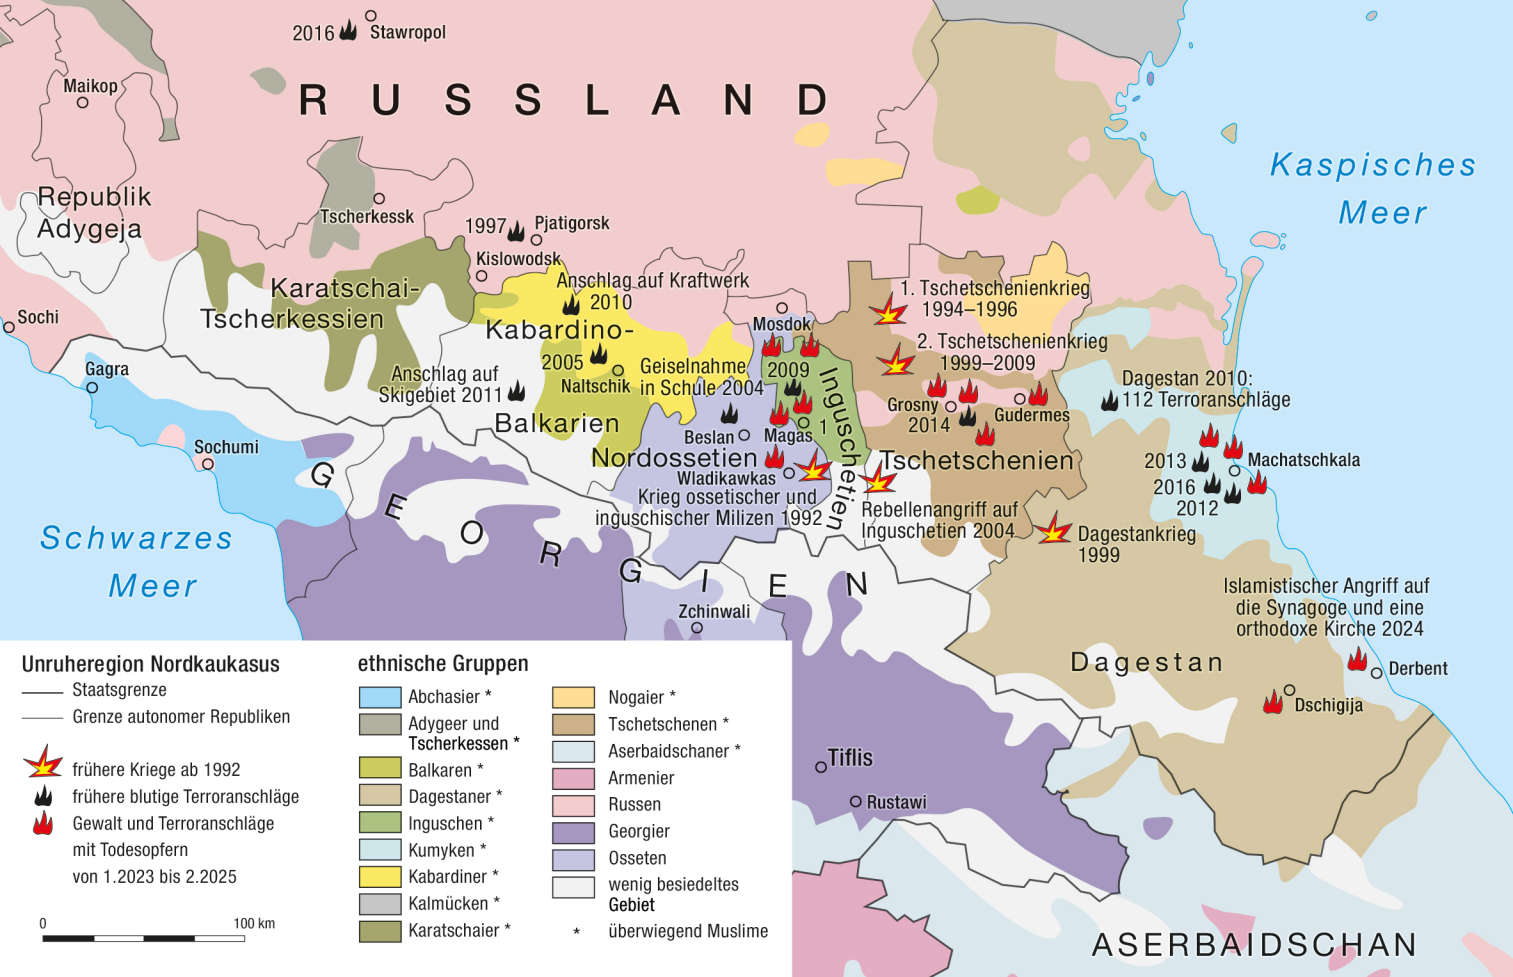 2016
Stawropol
Maikop
RUSSLAND
Kaspisches
Meer
Republik
Adygeja
Tscherkessk
1997
Pjatigorsk
Kislowodsk
Karatschai-
Tscherkessien
Anschlag auf Kraftwerk
2010
1. Tschetschenienkrieg
1994–1996
Sochi
Kabardino-
Mosdok
2. Tschetschenienkrieg
1999–2009
2005
Naltschik
Geiselnahme
in Schule 2004
2009
Gagra
Anschlag auf
Skigebiet 2011
Dagestan 2010:
112 Terroranschläge
Grosny
2014
Gudermes
Balkarien
Beslan
Magas
1
Inguschetien
Sochumi
Nordossetien
Wladikawkas
Tschetschenien
2013
Machatschkala
2016
2012
Krieg ossetischer und
inguschischer Milizen 1992
Rebellenangriff auf
Inguschetien 2004
Dagestankrieg
1999
GEORGIEN
Schwarzes
Meer
Zchinwali
Islamistischer Angriff auf
die Synagoge und eine
orthodoxe Kirche 2024
Dagestan
Derbent
Dschigija
Tiflis
Rustawi
ASERBAIDSCHAN
Unruheregion Nordkaukasus
Staatsgrenze
Grenze autonomer Republiken
frühere Kriege ab 1992
frühere blutige Terroranschläge
Gewalt und Terroranschläge
mit Todesopfern
von 1.2023 bis 2.2025
0 100 km
ethnische Gruppen
Abchasier *
Adygeer und
Tscherkessen *
Balkaren *
Dagestaner *
Inguschen *
Kumyken *
Kabardiner *
Kalmücken *
Karatschaier *
Nogaier *
Tschetschenen *
Aserbaidschaner *
Armenier
Russen
Georgier
Osseten
wenig besiedeltes
Gebiet
* überwiegend Muslime